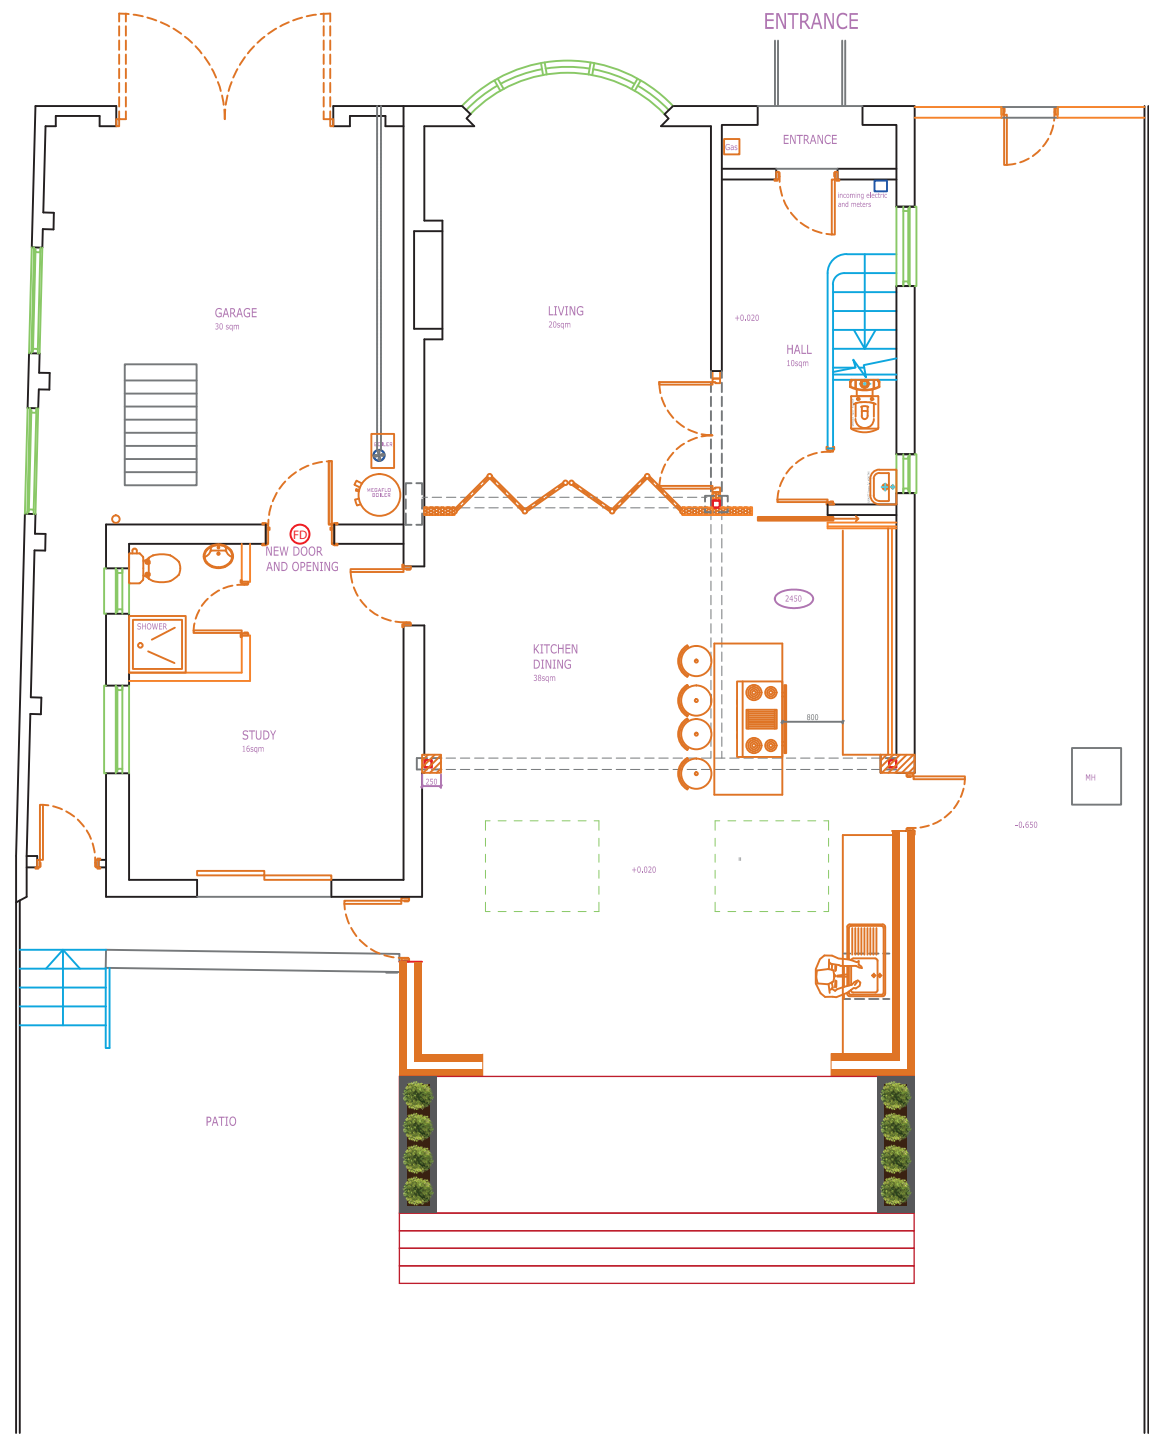 ENTRANCE
ENTRANCE
Gas
incoming electric
and meters
GARAGE
30 sqm
LIVING
20sqm
+0.020
HALL
10sqm
BOILER
MEGAFLO
BOILER
FD
NEW DOOR
AND OPENING
2450
SHOWER
KITCHEN
DINING
38sqm
800
STUDY
16sqm
250
MH
-0.650
+0.020
PATIO